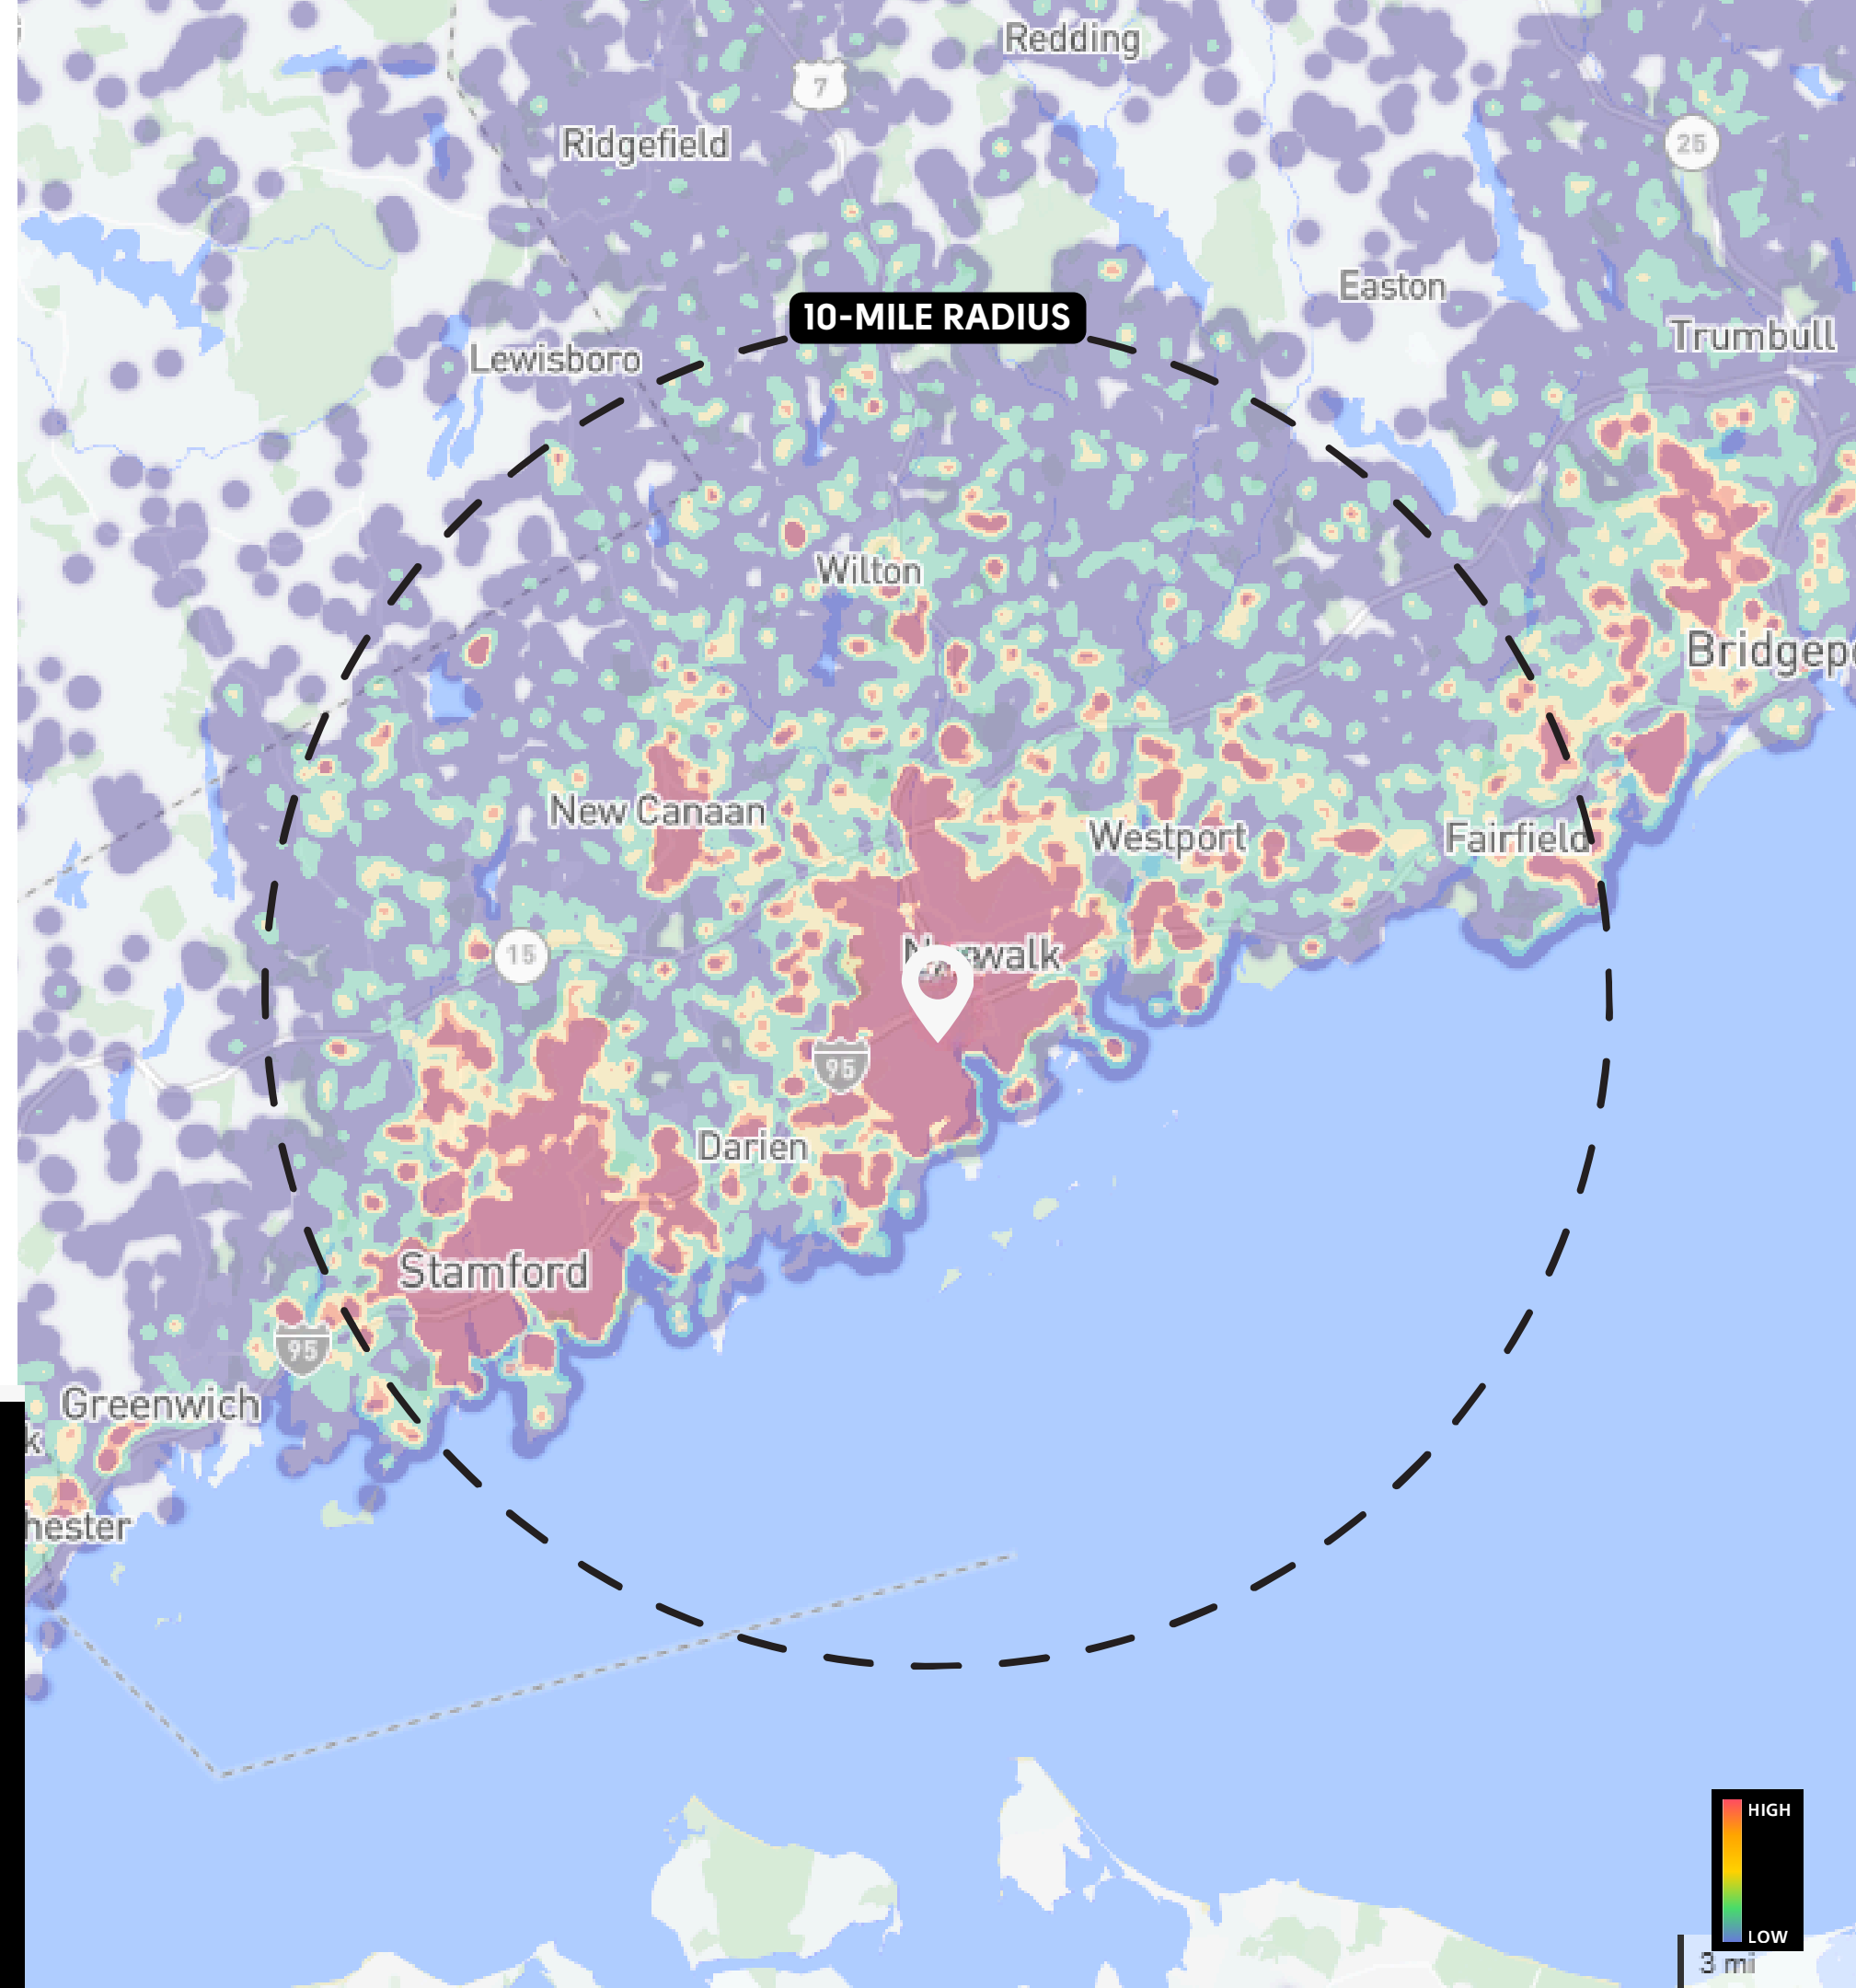 Redding
7
25
Ridgefield
Easton
10-MILE RADIUS
Trumbull
Lewisboro
Wilton
Bridgep
New Canaan
Westport
Fairfield
15
95
Darien
Stamford
95
Greenwich
k
hester
HIGH
LOW
3 mi